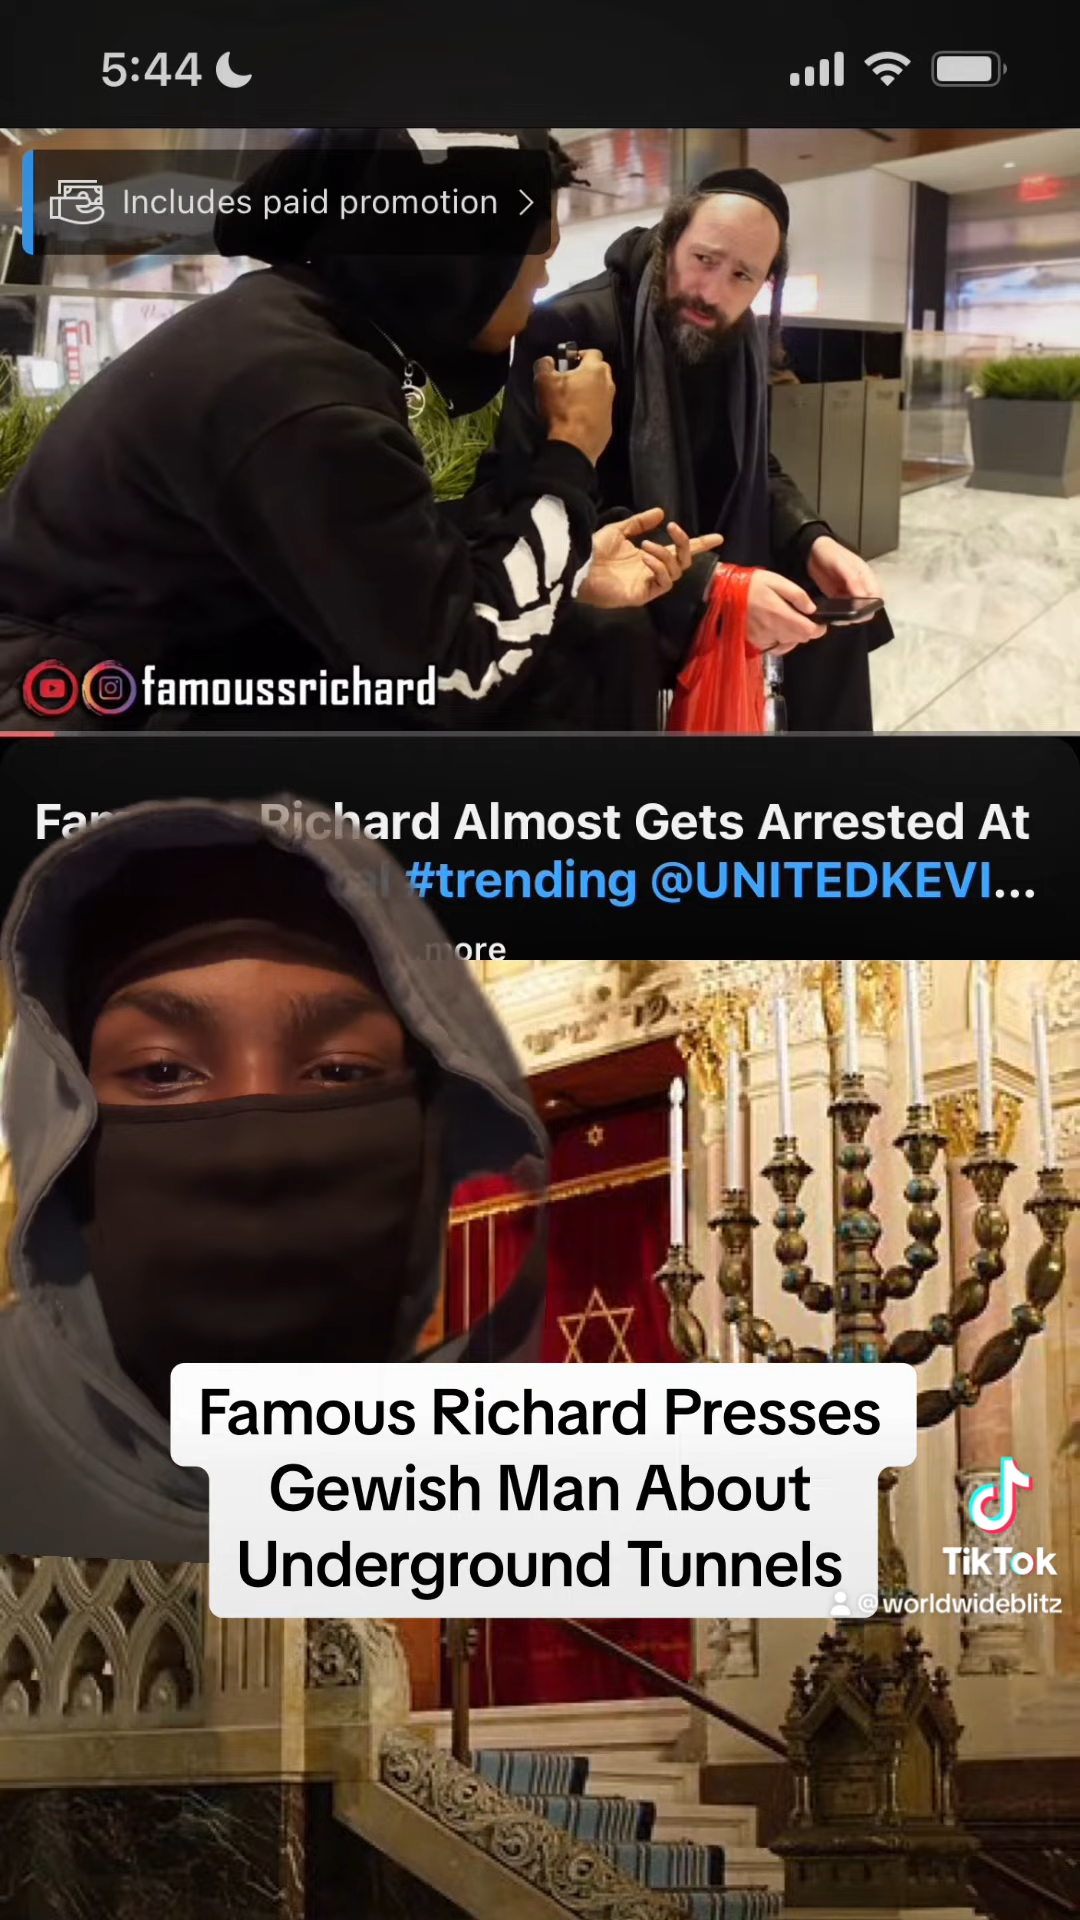 5:44
Includes paid promotion >
famoussrichard
Richard Almost Gets Arrested At
#trending @UNITEDKEVI...
more
Famous Richard Presses
Gewish Man About
Underground Tunnels
TikTok
@worldwideblitz